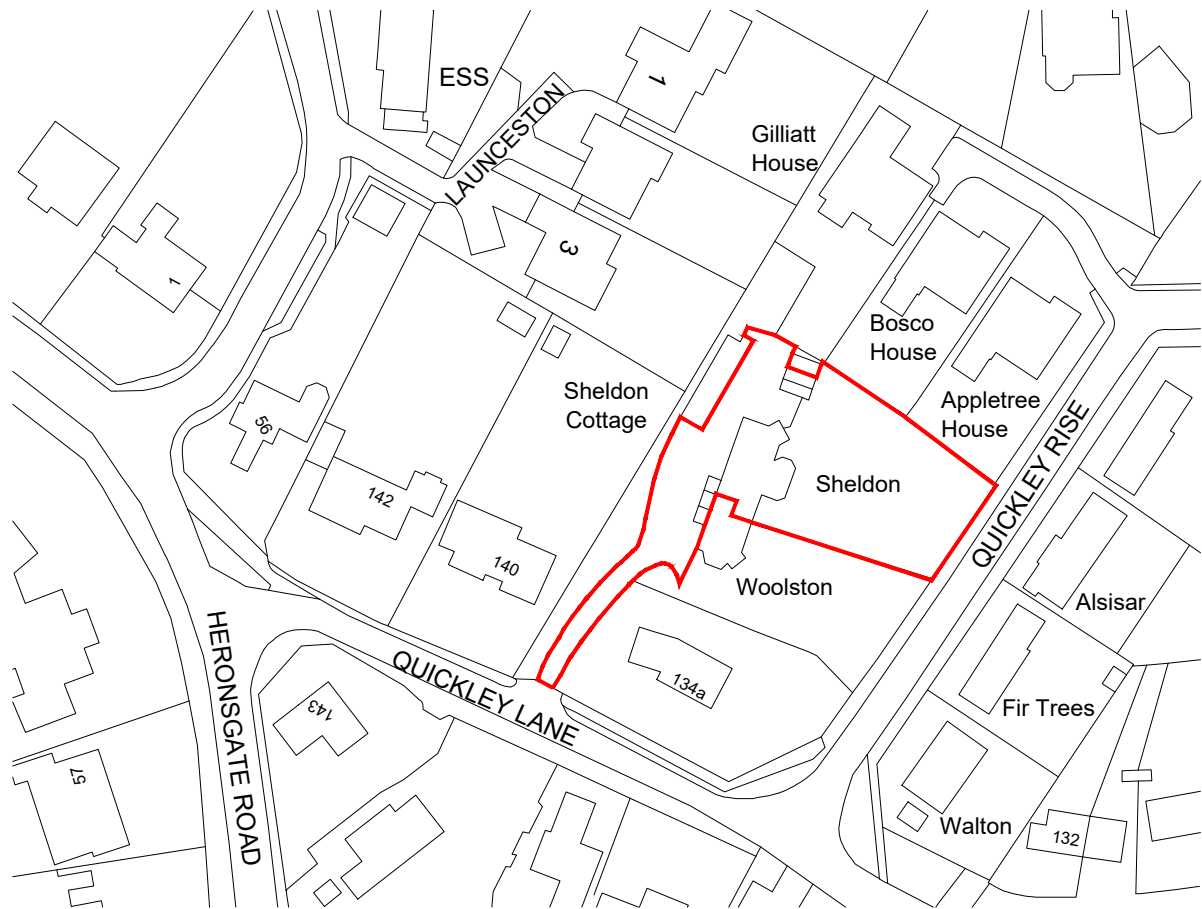 ESS
LAUNCESTON
1
Gilliatt
House
3
1
Bosco
House
Sheldon
Cottage
Appletree
House
56
142
Sheldon
QUICKLEY RISE
140
Woolston
Alsisar
HERONSGATE ROAD
QUICKLEY LANE
134a
143
Fir Trees
57
Walton
132